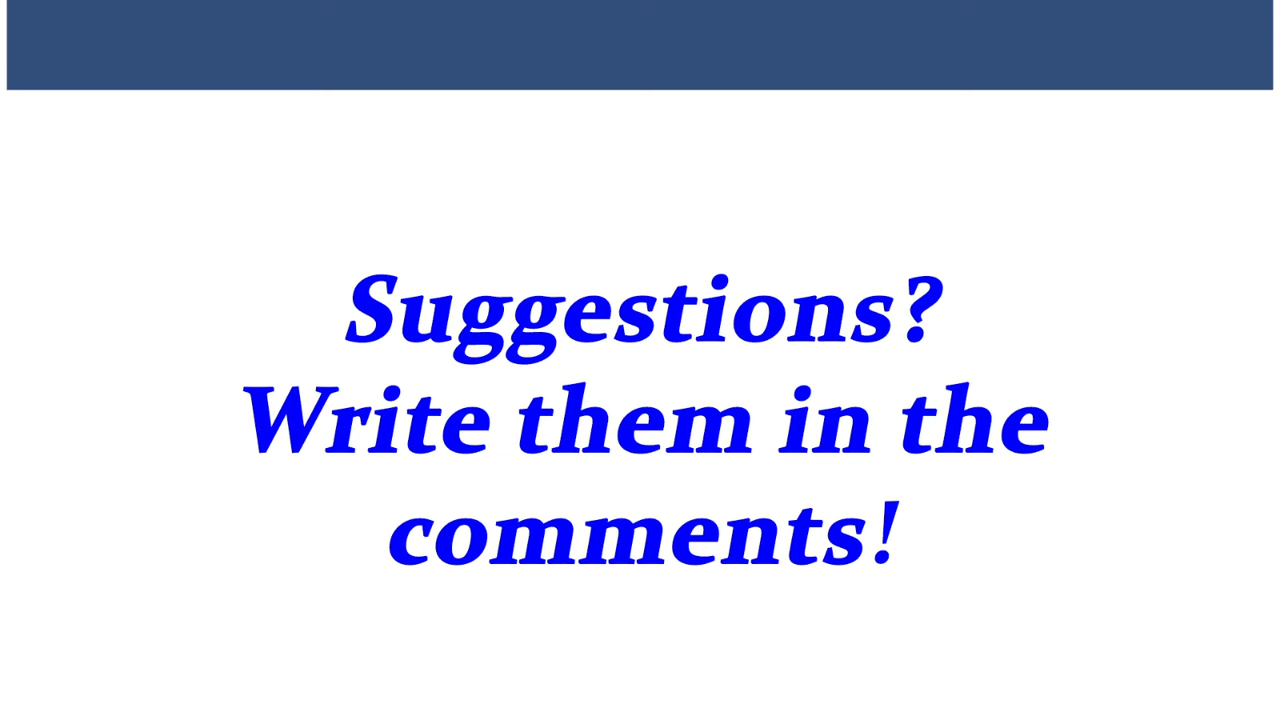 Suggestions?
Write them in the
comments!